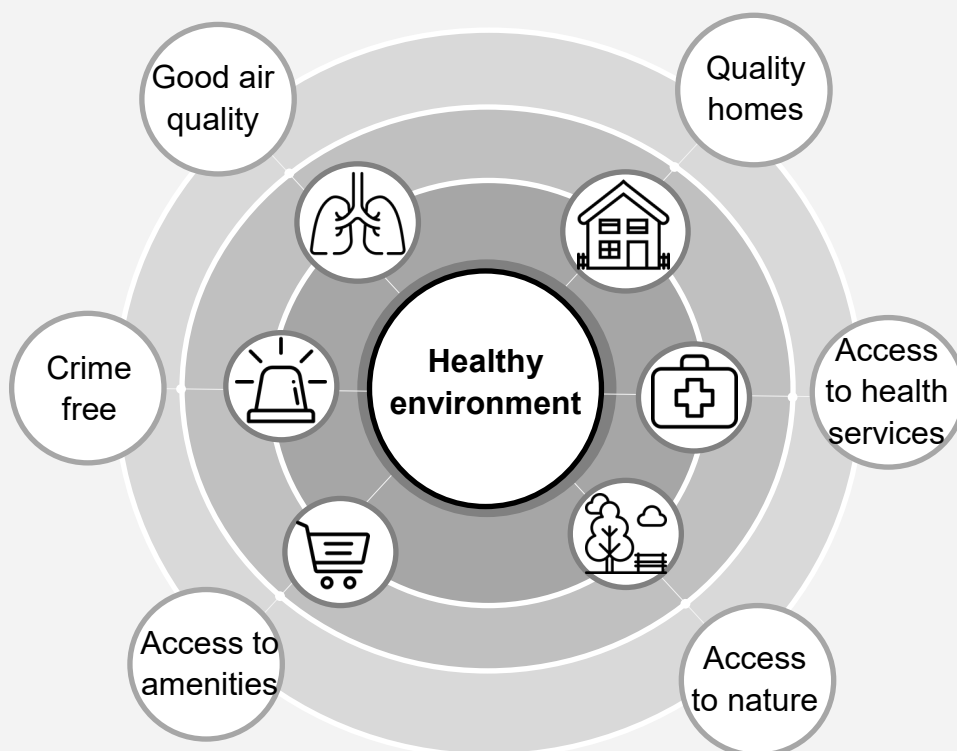 Good air
quality
Quality
homes
Crime
free
Healthy
environment
Access
to health
services
Access to
amenities
Access
to nature